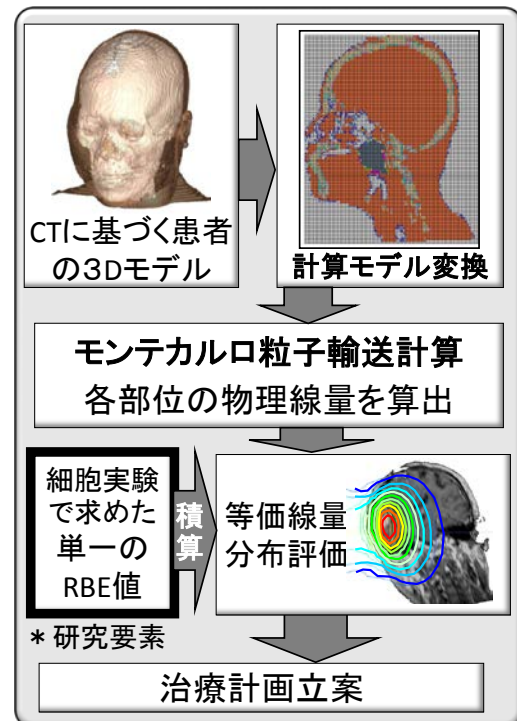 CTに基づく患者
の３Dモデル
計算モデル変換
モンテカルロ粒子輸送計算
各部位の物理線量を算出
細胞実験
で求めた
単一の
RBE値
積算
等価線量
分布評価
＊研究要素
治療計画立案